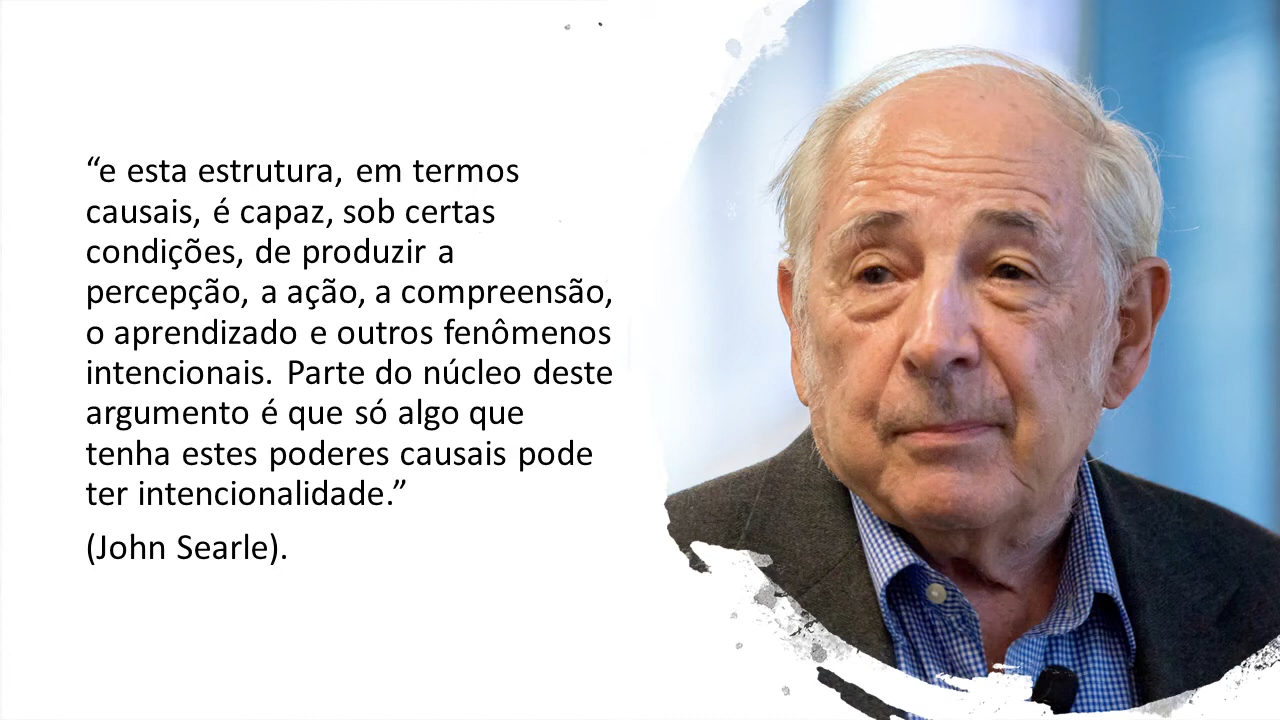 “e esta estrutura, em termos
causais, é capaz, sob certas
condições, de produzir a
percepção, a ação, a compreensão,
o aprendizado e outros fenômenos
intencionais. Parte do núcleo deste
argumento é que só algo que
tenha estes poderes causais pode
ter intencionalidade.”
(John Searle).